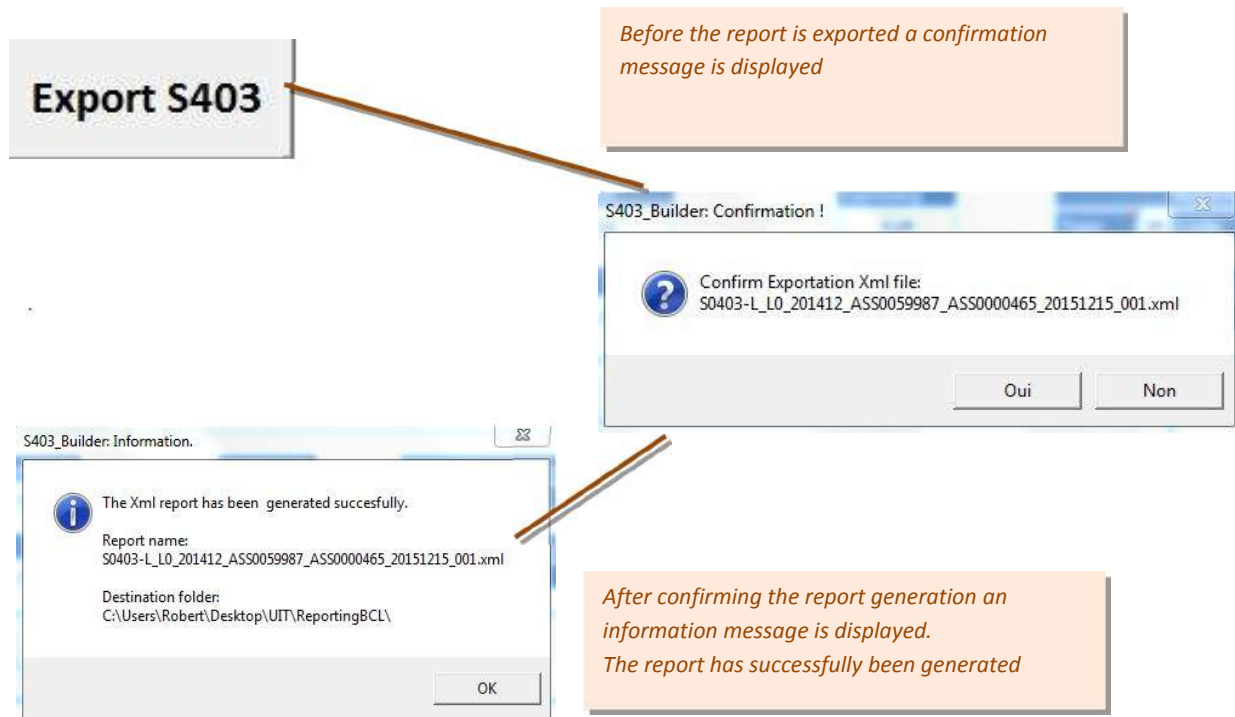 Before the report is exported a confirmation
message is displayed
Export S403
S403_Builder: Confirmation !
Confirm Exportation Xml file:
S0403-L_L0_201412_ASS0059987_ASS0000465_20151215_001.xml
.
Oui Non
S403_Builder: Information.
The Xml report has been generated succesfully.
Report name:
S0403-L_L0_201412_ASS0059987_ASS0000465_20151215_001.xml
Destination folder:
C:\Users\Robert\Desktop\UIT\ReportingBCL\
OK
After confirming the report generation an
information message is displayed.
The report has successfully been generated